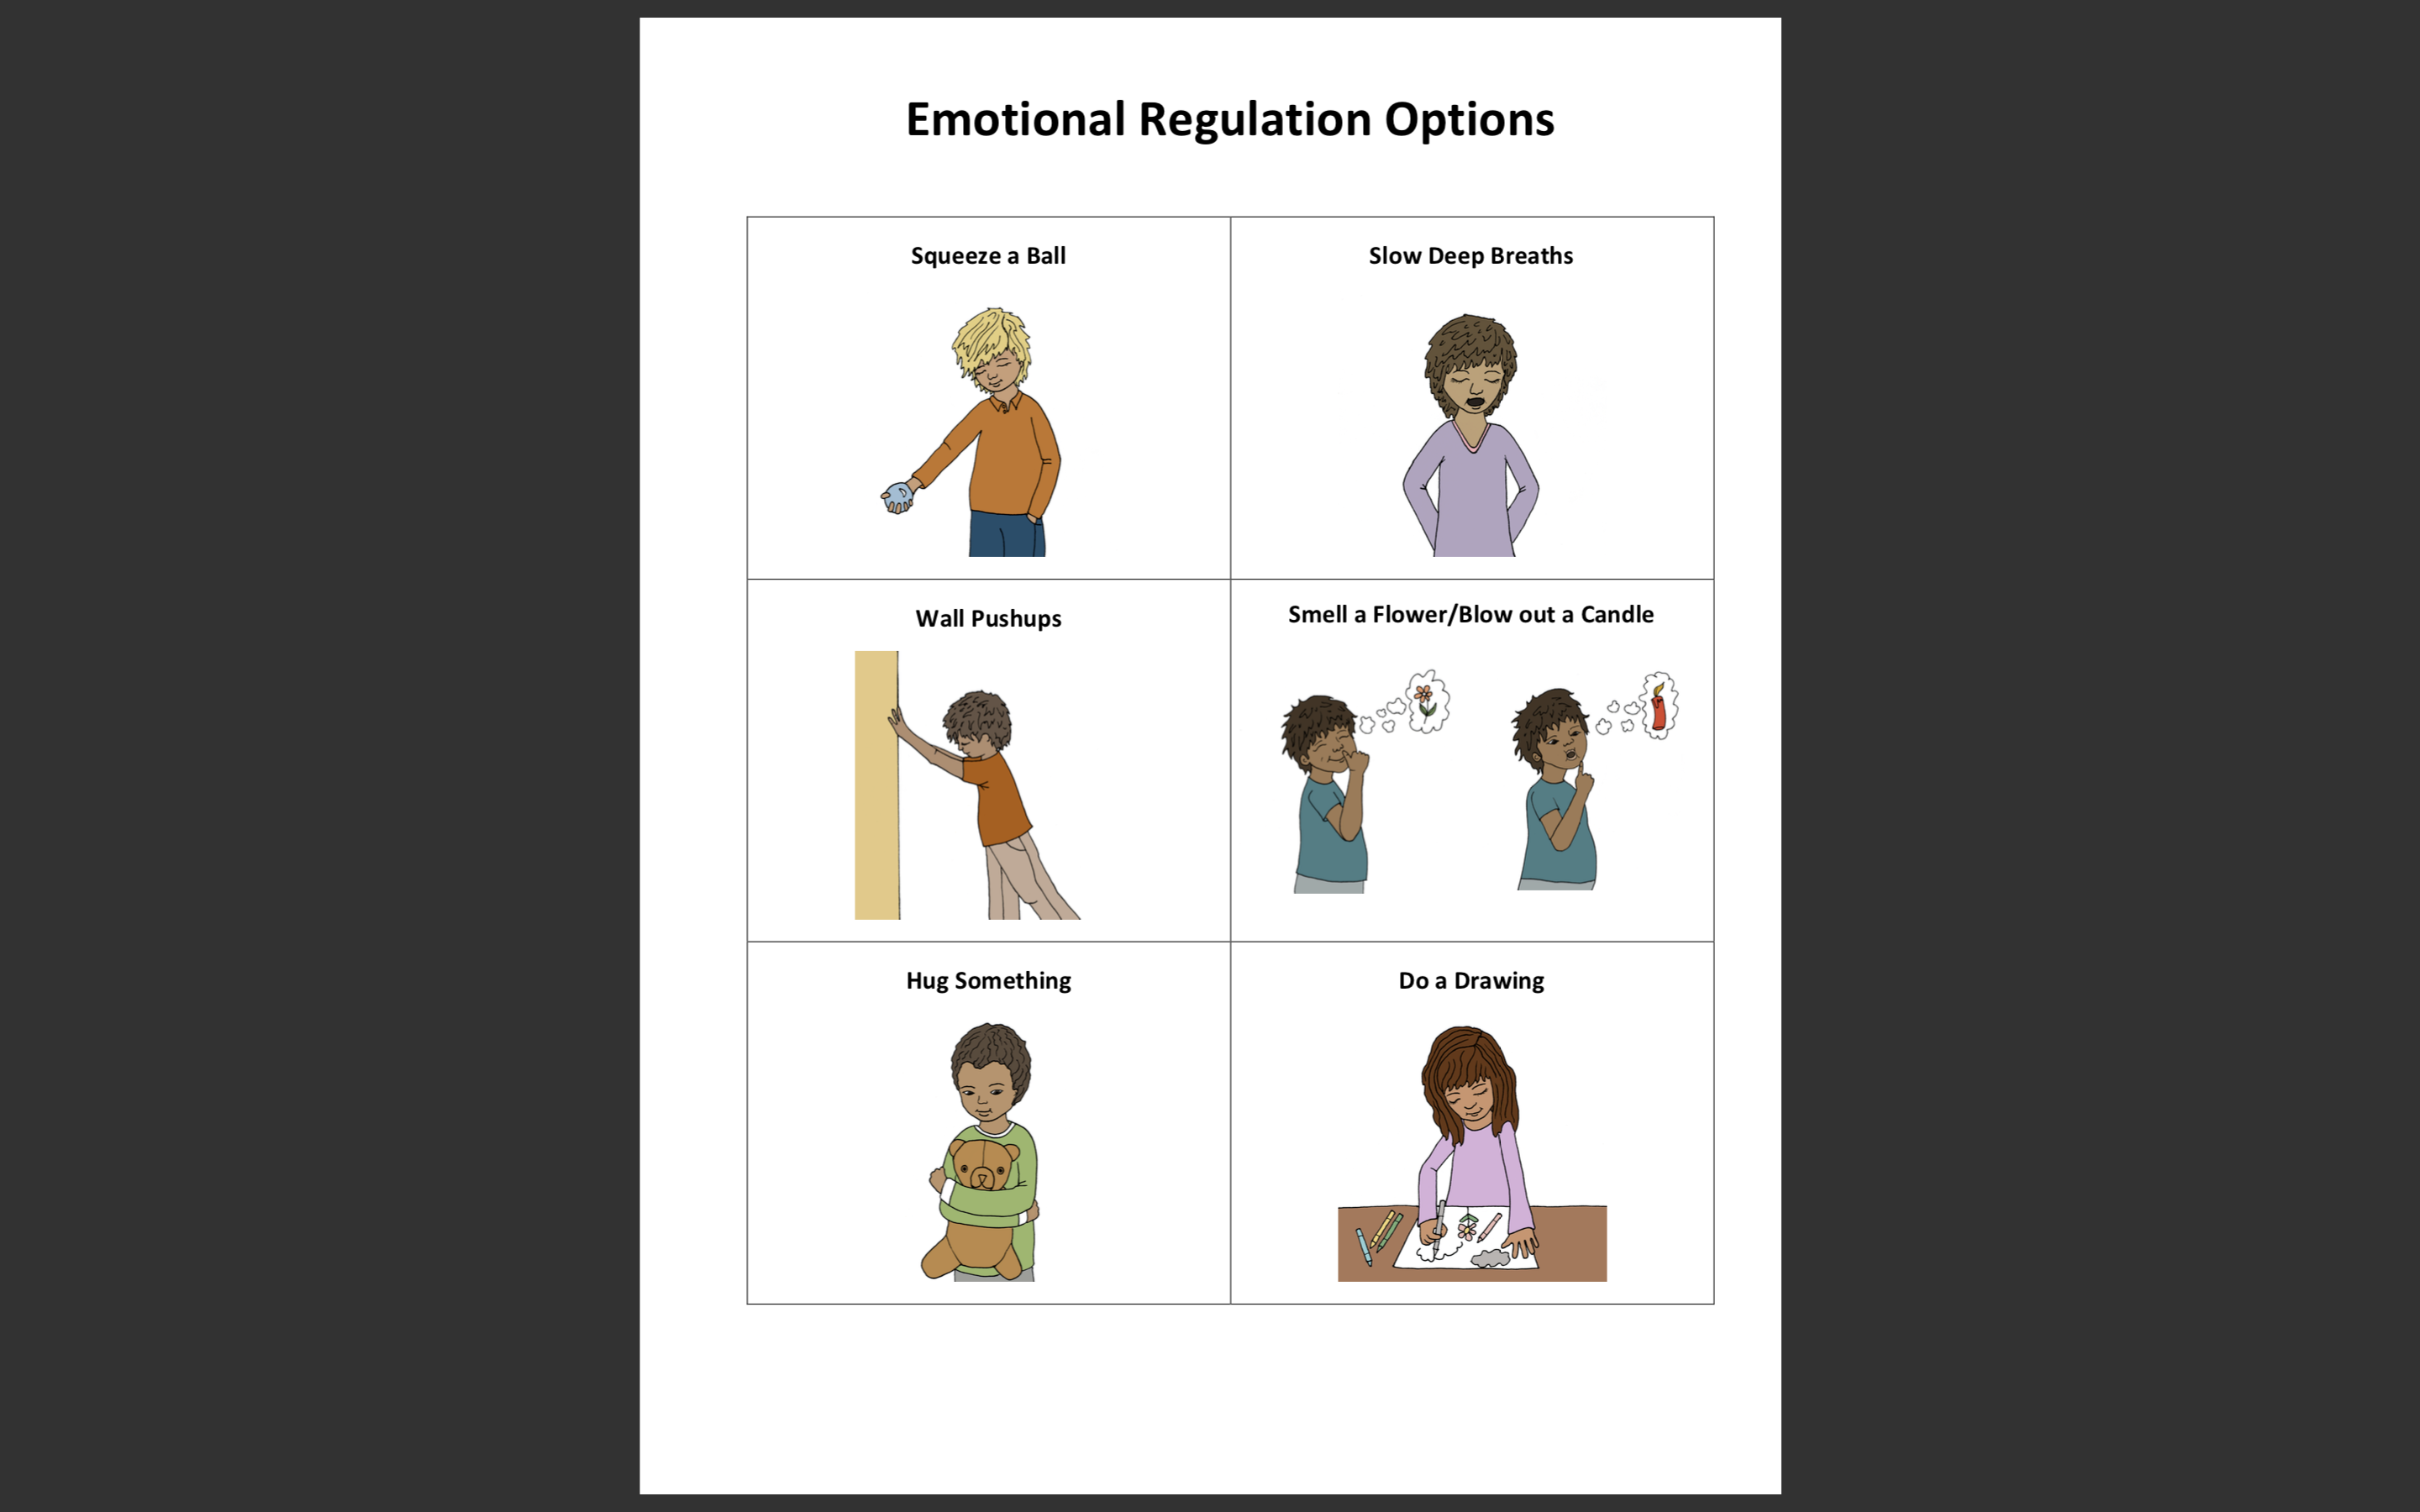 Emotional Regulation Options
Squeeze a Ball
Slow Deep Breaths
Wall Pushups
Smell a Flower/Blow out a Candle
Hug Something
Do a Drawing